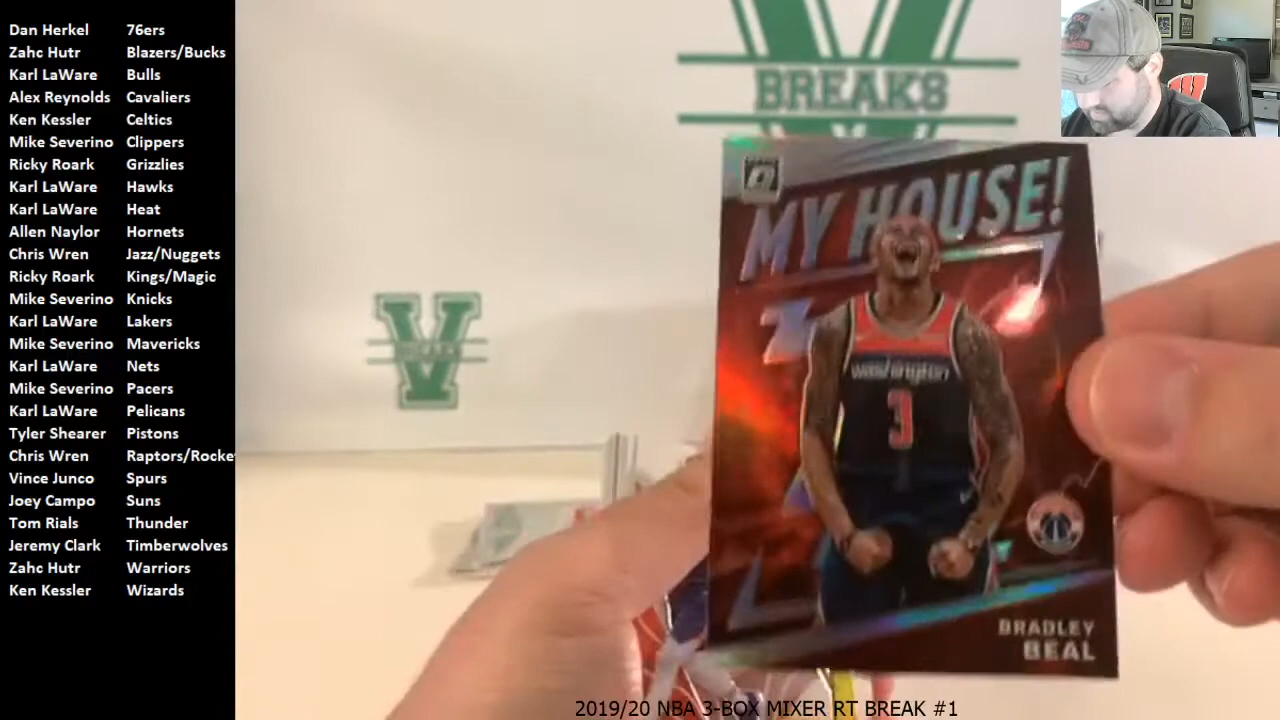 Dan Herkel 76ers
Zahc Hutr Blazers/Bucks
Karl LaWare Bulls
Alex Reynolds Cavaliers
Ken Kessler Celtics
Mike Severino Clippers
Ricky Roark Grizzlies
Karl LaWare Hawks
Karl LaWare Heat
Allen Naylor Hornets
Chris Wren Jazz/Nuggets
Ricky Roark Kings/Magic
Mike Severino Knicks
Karl LaWare Lakers
Mike Severino Mavericks
Karl LaWare Nets
Mike Severino Pacers
Karl LaWare Pelicans
Tyler Shearer Pistons
Chris Wren Raptors/Rocke
Vince Junco Spurs
Joey Campo Suns
Tom Rials Thunder
Jeremy Clark Timberwolves
Zahc Hutr Warriors
Ken Kessler Wizards
V
BREAKS
V
BREAKS
MY HOUSE!
Washington
3
BRADLEY
BEAL
W
2019/20 NBA 3-BOX MIXER RT BREAK #1